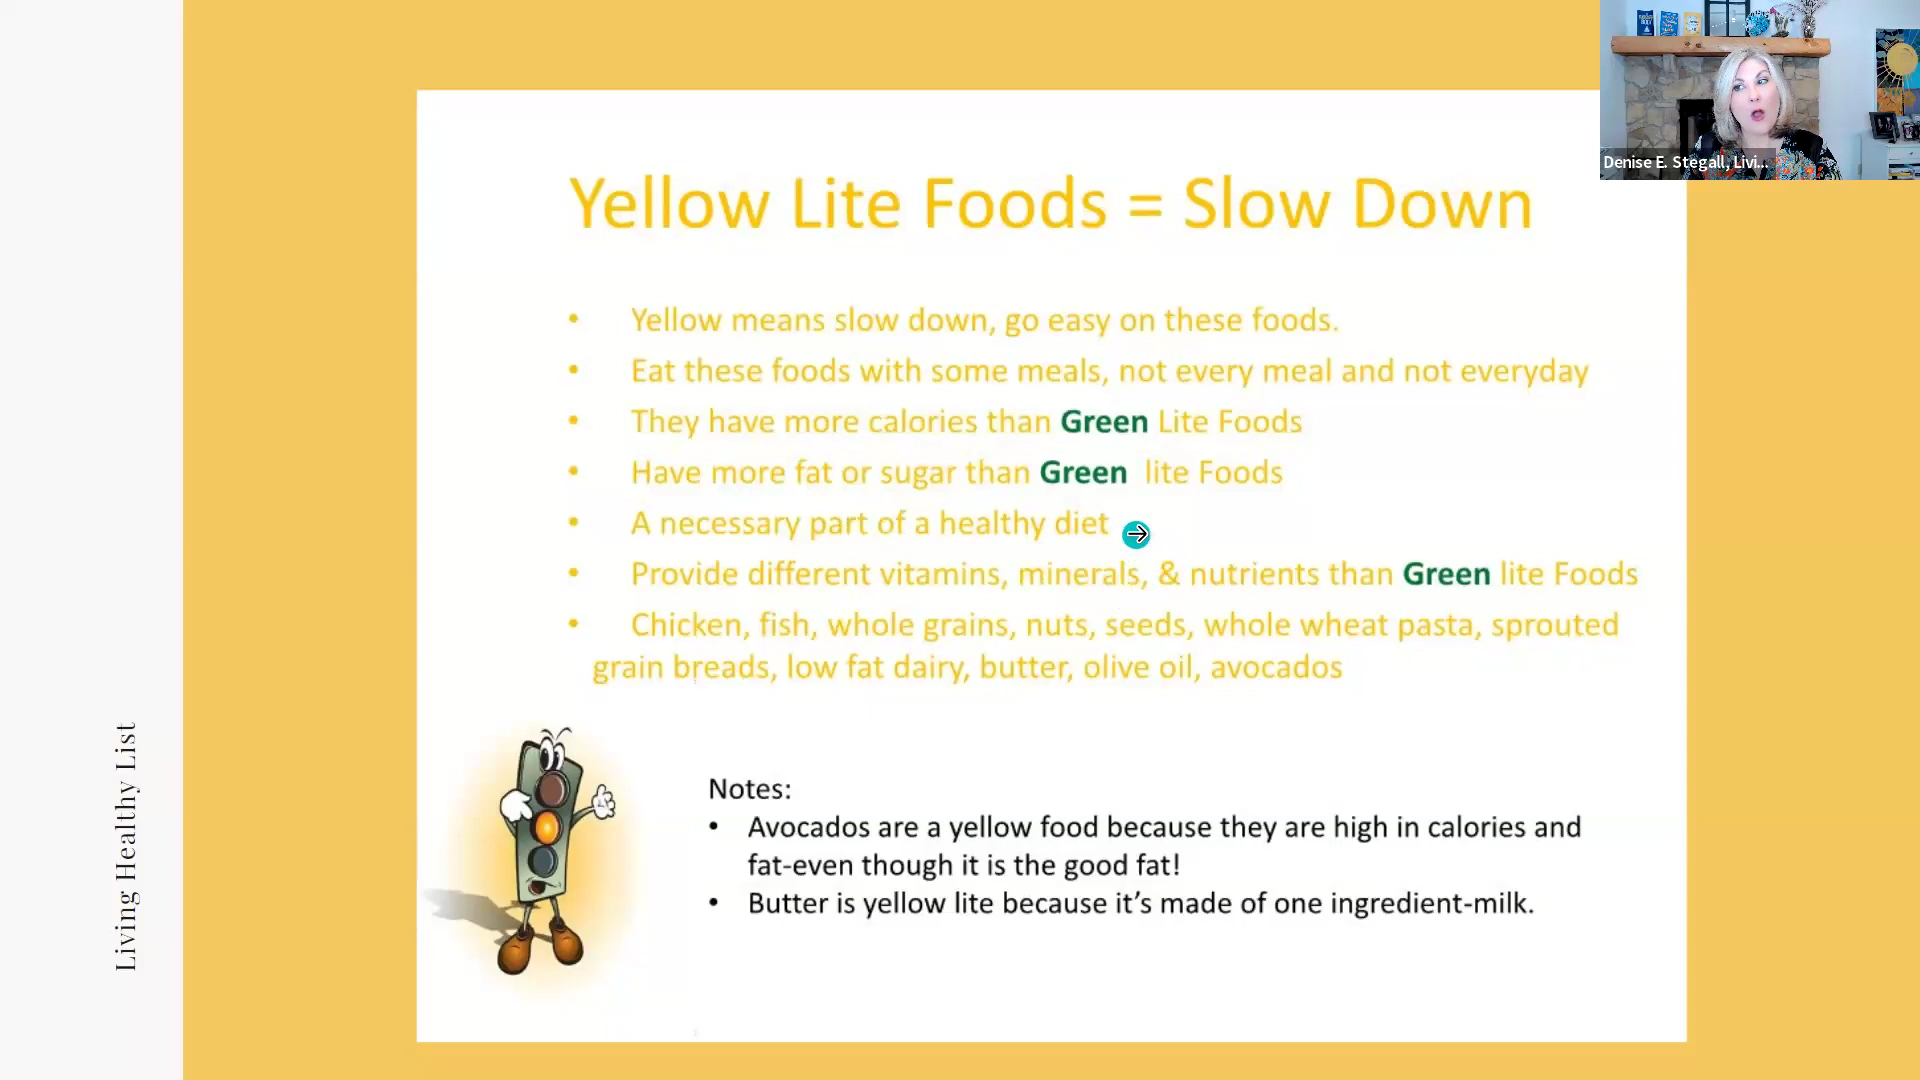 Denise E. Stegall, Livi...
Yellow Lite Foods = Slow Down
• Yellow means slow down, go easy on these foods.
• Eat these foods with some meals, not every meal and not everyday
• They have more calories than Green Lite Foods
• Have more fat or sugar than Green lite Foods
• A necessary part of a healthy diet
• Provide different vitamins, minerals, & nutrients than Green lite Foods
• Chicken, fish, whole grains, nuts, seeds, whole wheat pasta, sprouted
grain breads, low fat dairy, butter, olive oil, avocados
Notes:
• Avocados are a yellow food because they are high in calories and
fat-even though it is the good fat!
• Butter is yellow lite because it’s made of one ingredient-milk.
Living Healthy List